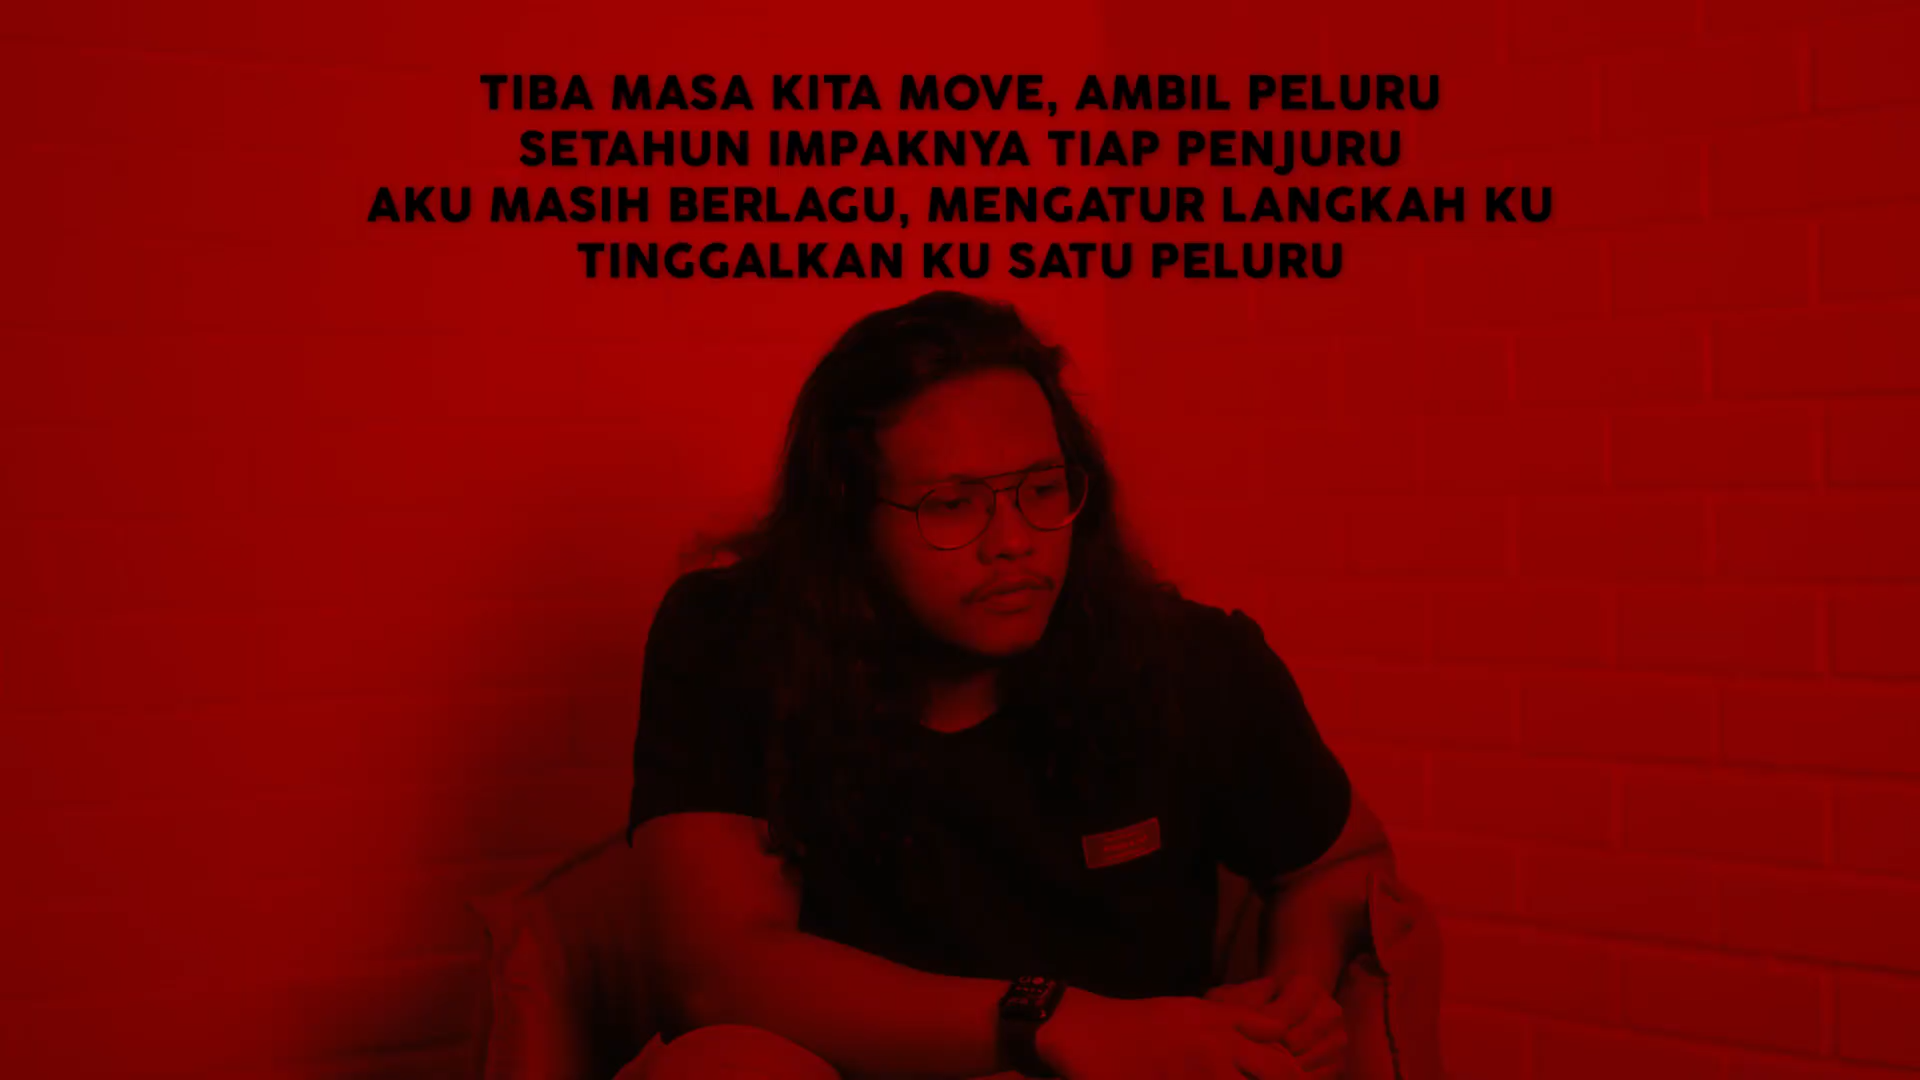 TIBA MASA KITA MOVE, AMBIL PELURU
SETAHUN IMPAKNYA TIAP PENJURU
AKU MASIH BERLAGU, MENGATUR LANGKAH KU
TINGGALKAN KU SATU PELURU